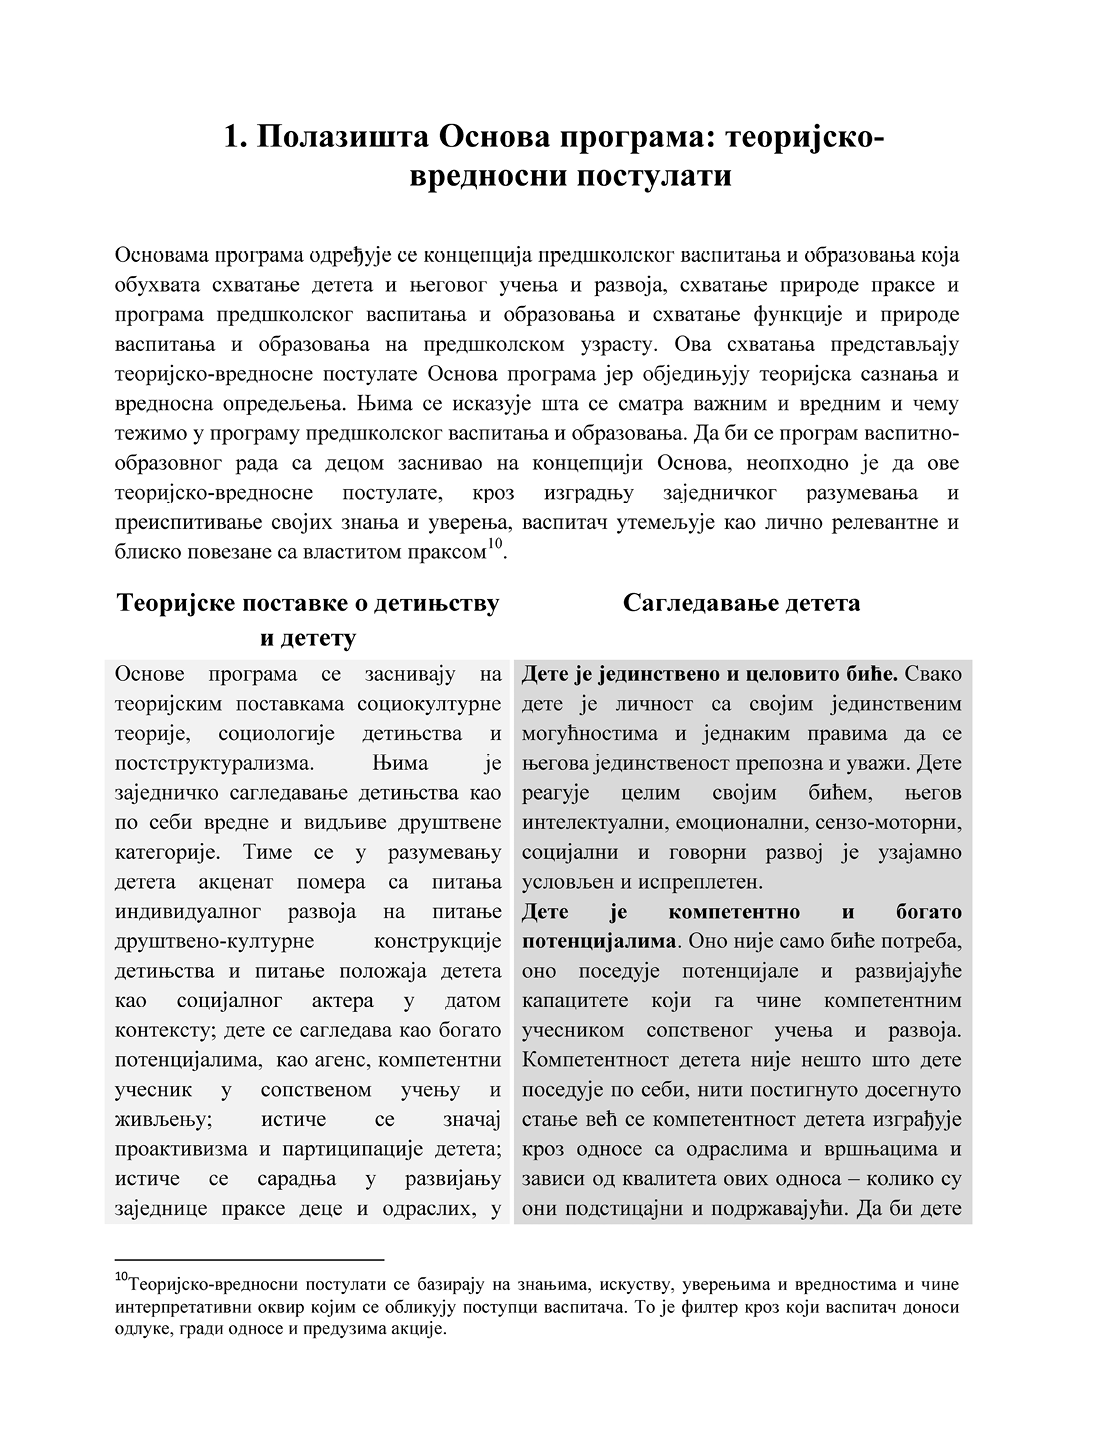 1. Полазишта Основа програма: теоријско-
вредносни постулати
Основама програма одређује се концепција предшколског васпитања и образовања која
обухвата схватање детета и његовог учења и развоја, схватање природе праксе и
програма предшколског васпитања и образовања и схватање функције и природе
васпитања и образовања на предшколском узрасту. Ова схватања представљају
теоријско-вредносне постулате Основа програма јер обједињују теоријска сазнања и
вредносна опредељења. Њима се исказује шта се сматра важним и вредним и чему
тежимо у програму предшколског васпитања и образовања. Да би се програм васпитно-
образовног рада са децом заснивао на концепцији Основа, неопходно је да ове
теоријско-вредносне постулате, кроз изградњу заједничког разумевања и
преиспитивање својих знања и уверења, васпитач утемељује као лично релевантне и
блиско повезане са властитом праксом10.
Теоријске поставке о детињству
и детету
Основе програма се заснивају на
теоријским поставкама социокултурне
теорије, социологије детињства и
постструктурализма. Њима је
заједничко сагледавање детињства као
по себи вредне и видљиве друштвене
категорије. Тиме се у разумевању
детета акценат помера са питања
индивидуалног развоја на питање
друштвено-културне конструкције
детињства и питање положаја детета
као социјалног актера у датом
контексту; дете се сагледава као богато
потенцијалима, као агенс, компетентни
учесник у сопственом учењу и
живљењу; истиче се значај
проактивизма и партиципације детета;
истиче се сарадња у развијању
заједнице праксе деце и одраслих, у
Сагледавање детета
Дете је јединствено и целовито биће. Свако
дете је личност са својим јединственим
могућностима и једнаким правима да се
његова јединственост препозна и уважи. Дете
реагује целим својим бићем, његов
интелектуални, емоционални, сензо-моторни,
социјални и говорни развој је узајамно
условљен и испреплетен.
Дете је компетентно и богато
потенцијалима. Оно није само биће потреба,
оно поседује потенцијале и развијајуће
капацитете који га чине компетентним
учесником сопственог учења и развоја.
Компетентност детета није нешто што дете
поседује по себи, нити постигнуто досегнуто
стање већ се компетентност детета изграђује
кроз односе са одраслима и вршњацима и
зависи од квалитета ових односа – колико су
они подстицајни и подржавајући. Да би дете
10Теоријско-вредносни постулати се базирају на знањима, искуству, уверењима и вредностима и чине
интерпретативни оквир којим се обликују поступци васпитача. То је филтер кроз који васпитач доноси
одлуке, гради односе и предузима акције.